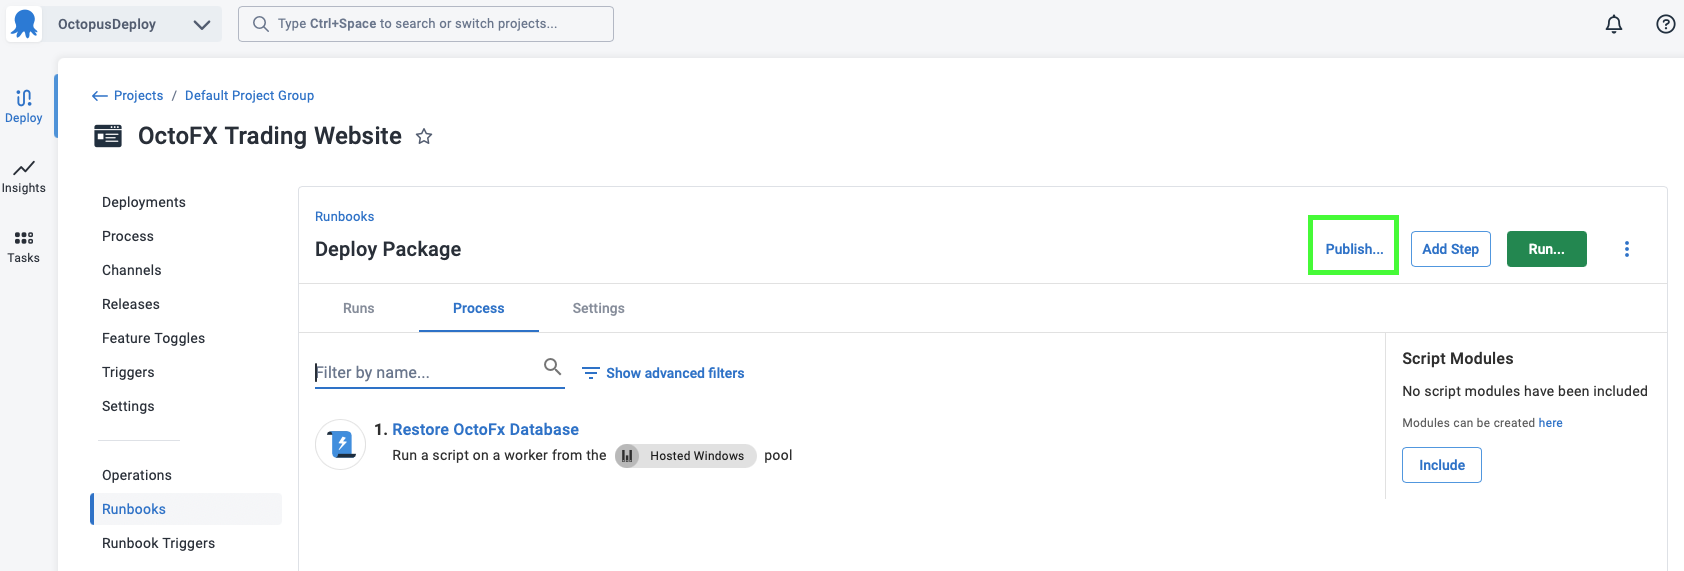 OctopusDeploy
Type Ctrl+Space to search or switch projects...
Deploy
Insights
Tasks
Projects / Default Project Group
OctoFX Trading Website
Deployments
Process
Channels
Releases
Feature Toggles
Triggers
Settings
Operations
Runbooks
Runbook Triggers
Runbooks
Deploy Package
Publish...
Add Step
Run...
Runs
Process
Settings
Filter by name...
Show advanced filters
1. Restore OctoFx Database
Run a script on a worker from the Hosted Windows pool
Script Modules
No script modules have been included
Modules can be created here
Include